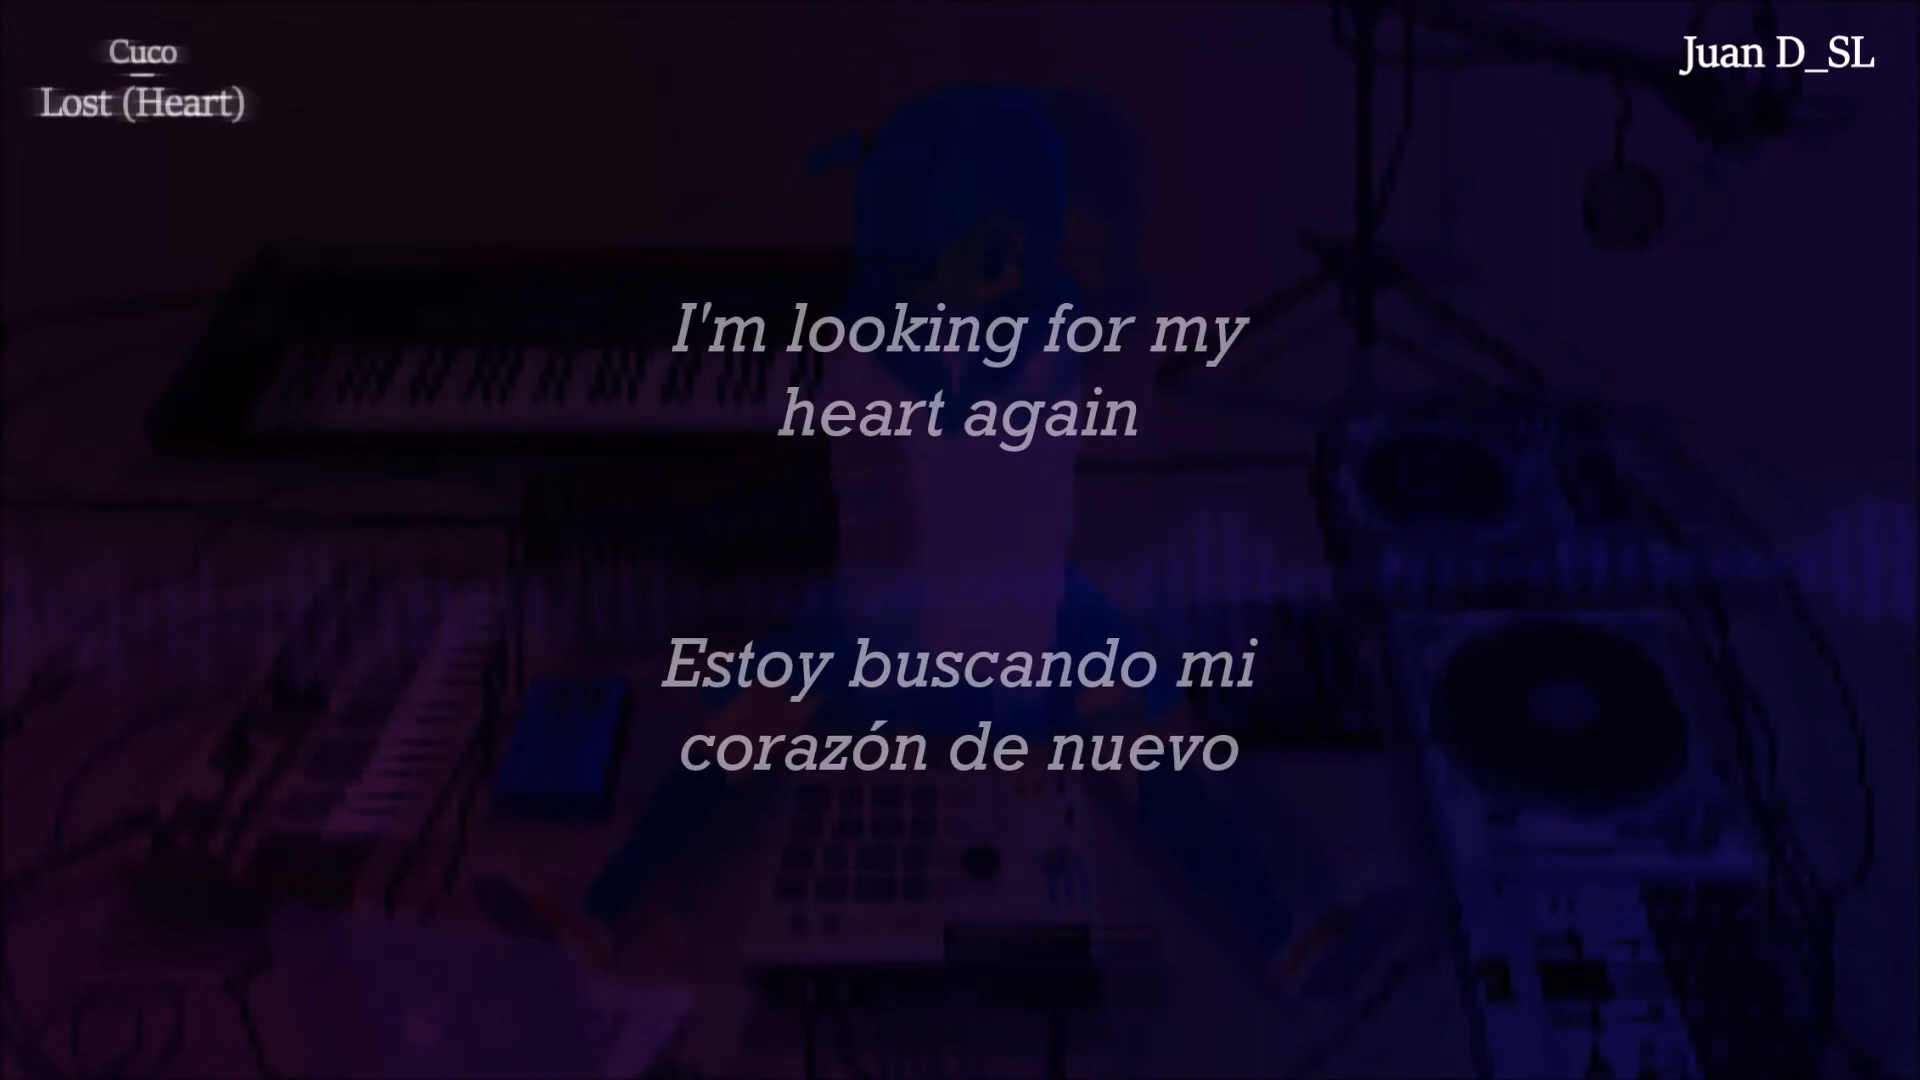 Cuco
Lost (Heart)
Juan D_SL
I'm looking for my
heart again
Estoy buscando mi
corazón de nuevo